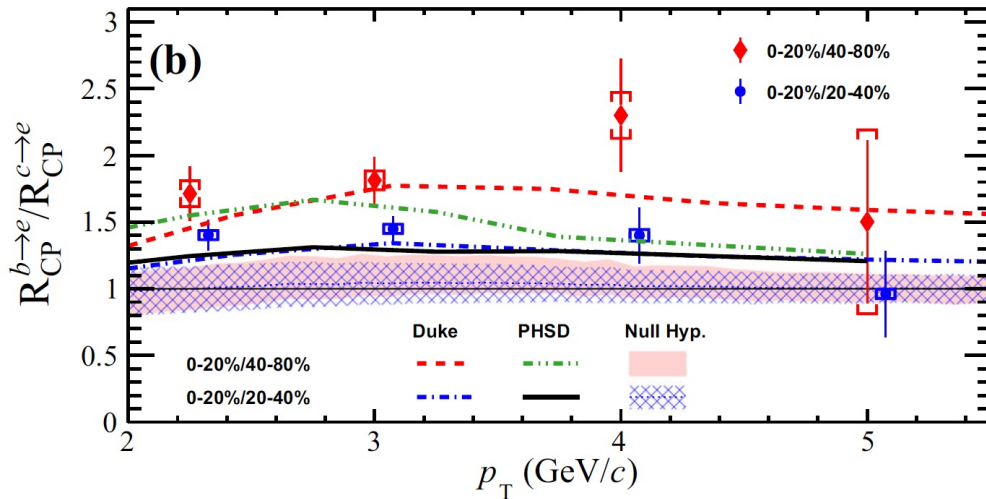 (b)
0-20%/40-80%
0-20%/20-40%
R_CP^{b→e}/R_CP^{c→e}
3
2.5
2
1.5
1
0.5
0
Duke PHSD Null Hyp.
0-20%/40-80%
0-20%/20-40%
2 3 4 5
p_T (GeV/c)